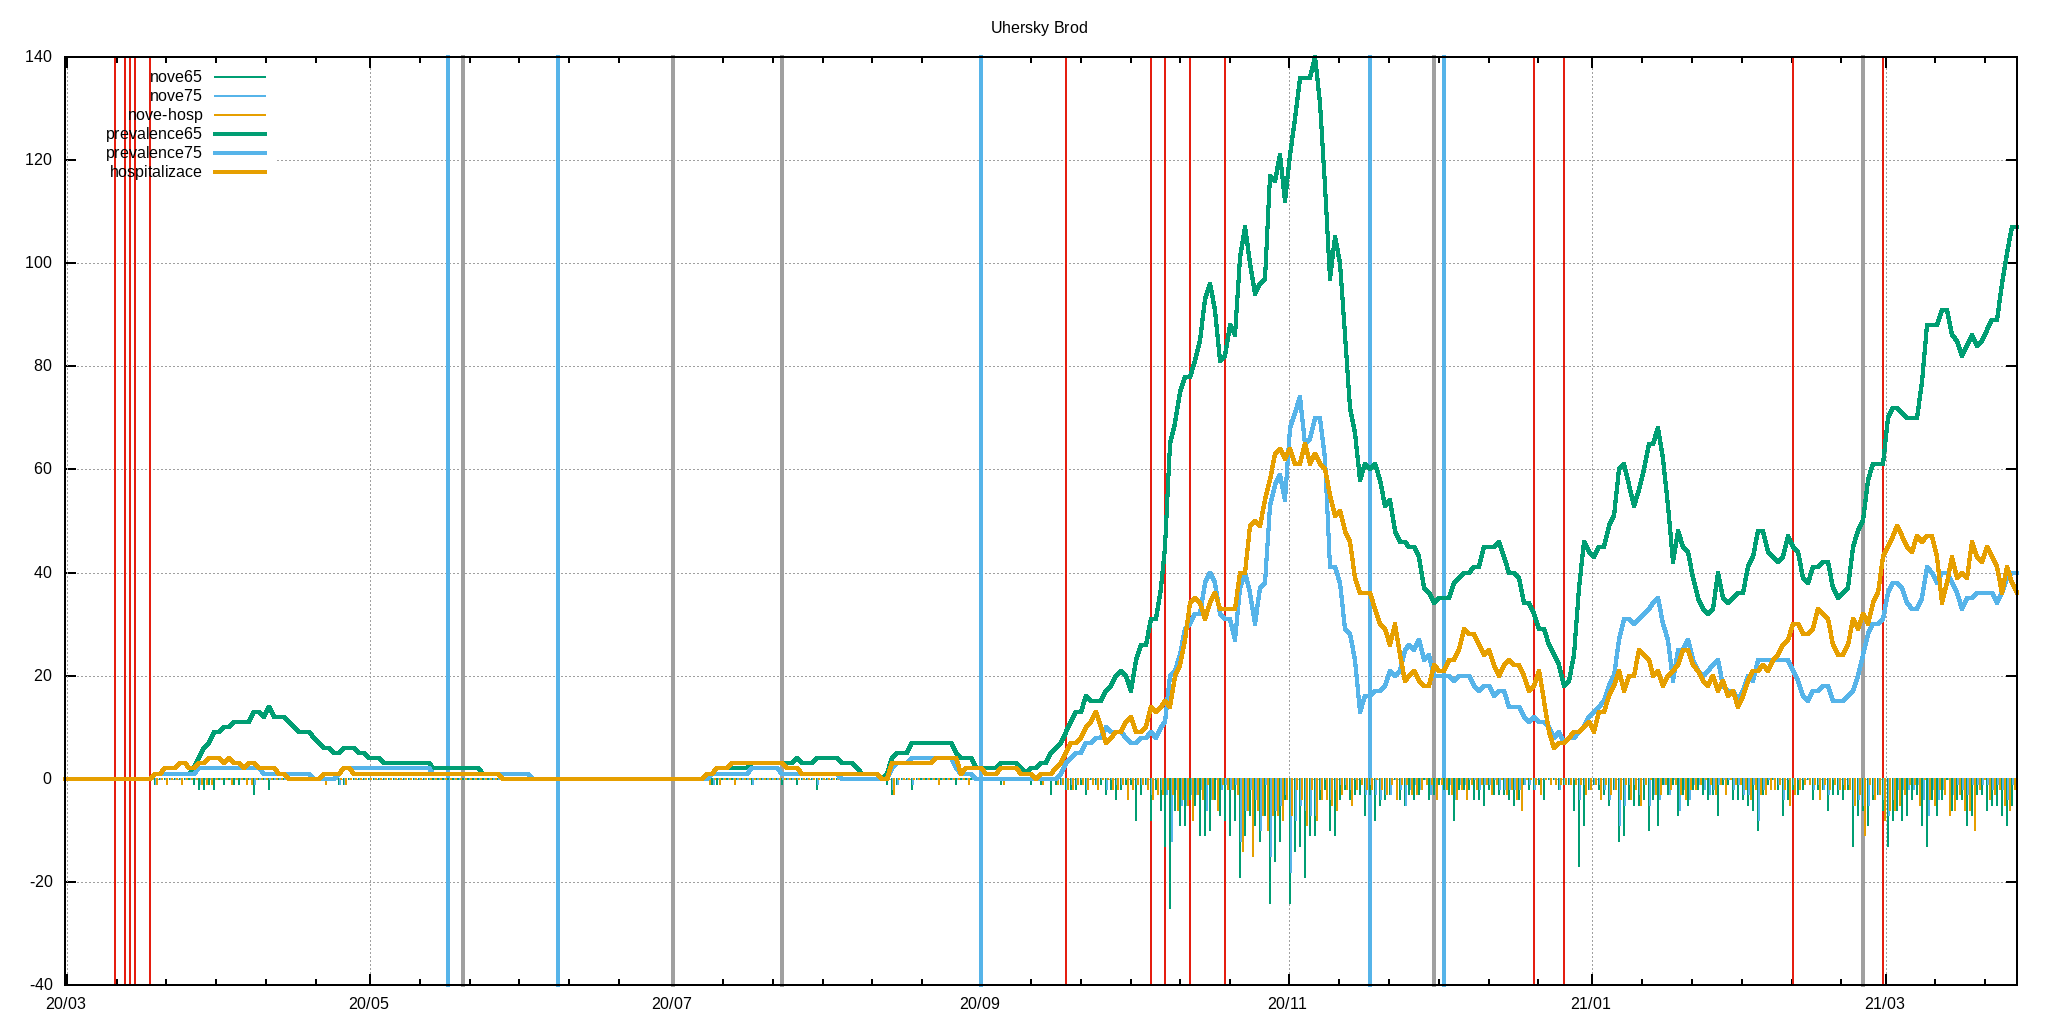 Uhersky Brod
140
120
100
80
60
40
20
0
-20
-40
nove65
nove75
nove-hosp
prevalence65
prevalence75
hospitalizace
20/03 20/05 20/07 20/09 20/11 21/01 21/03